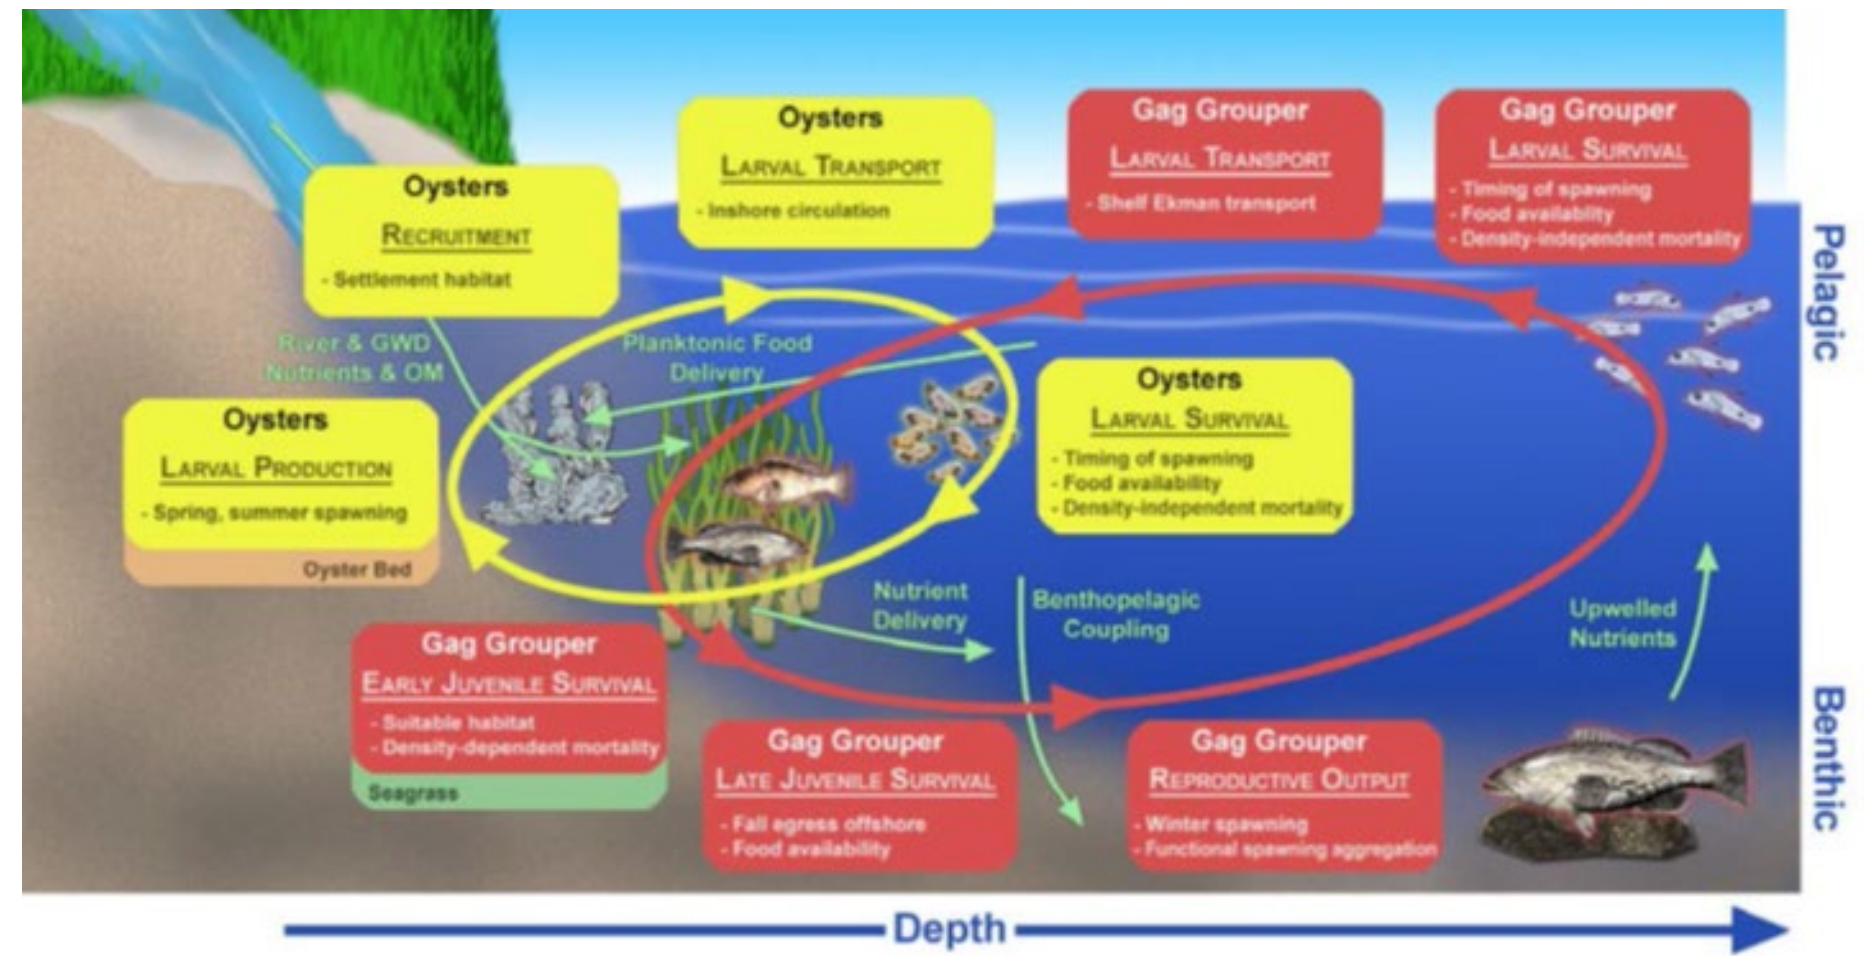 Oysters
RECRUITMENT
- Settlement habitat
Oysters
LARVAL TRANSPORT
- Inshore circulation
Gag Grouper
LARVAL TRANSPORT
- Shelf Ekman transport
Gag Grouper
LARVAL SURVIVAL
- Timing of spawning
- Food availablity
- Density-independent mortality
Pelagic
River & GWD
Nutrients & OM
Planktonic Food
Delivery
Oysters
LARVAL PRODUCTION
- Spring, summer spawning
Oyster Bed
Oysters
LARVAL SURVIVAL
- Timing of spawning
- Food availability
- Density-independent mortality
Nutrient
Delivery
Benthopelagic
Coupling
Upwelled
Nutrients
Gag Grouper
EARLY JUVENILE SURVIVAL
- Suitable habitat
- Density-dependent mortality
Seagrass
Gag Grouper
LATE JUVENILE SURVIVAL
- Fall egress offshore
- Food availability
Gag Grouper
REPRODUCTIVE OUTPUT
- Winter spawning
- Functional spawning aggregation
Benthic
Depth